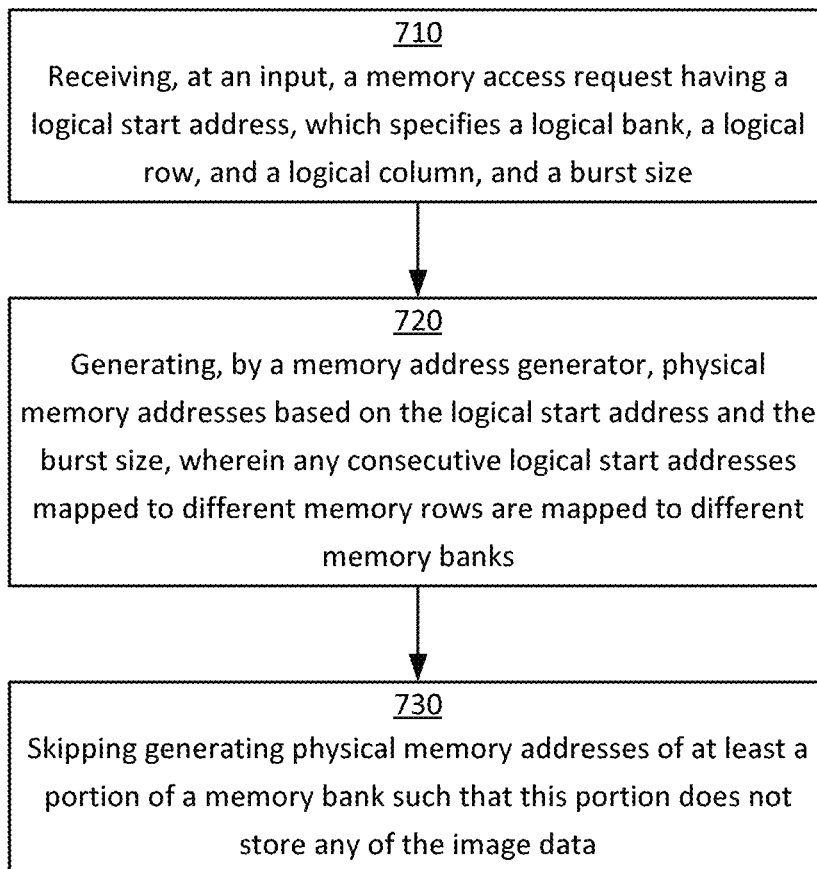 710
Receiving, at an input, a memory access request having a
logical start address, which specifies a logical bank, a logical
row, and a logical column, and a burst size
720
Generating, by a memory address generator, physical
memory addresses based on the logical start address and the
burst size, wherein any consecutive logical start addresses
mapped to different memory rows are mapped to different
memory banks
730
Skipping generating physical memory addresses of at least a
portion of a memory bank such that this portion does not
store any of the image data